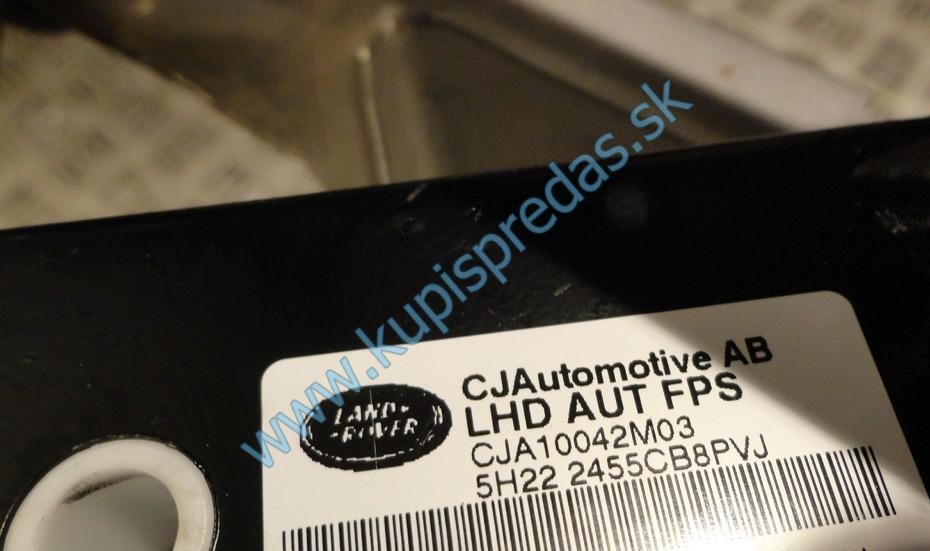 www.kupispredas.sk
CJAutomotive AB
LHD AUT FPS
LAND-
-ROVER
CJA10042M03
5H22 2455CB8PVJ